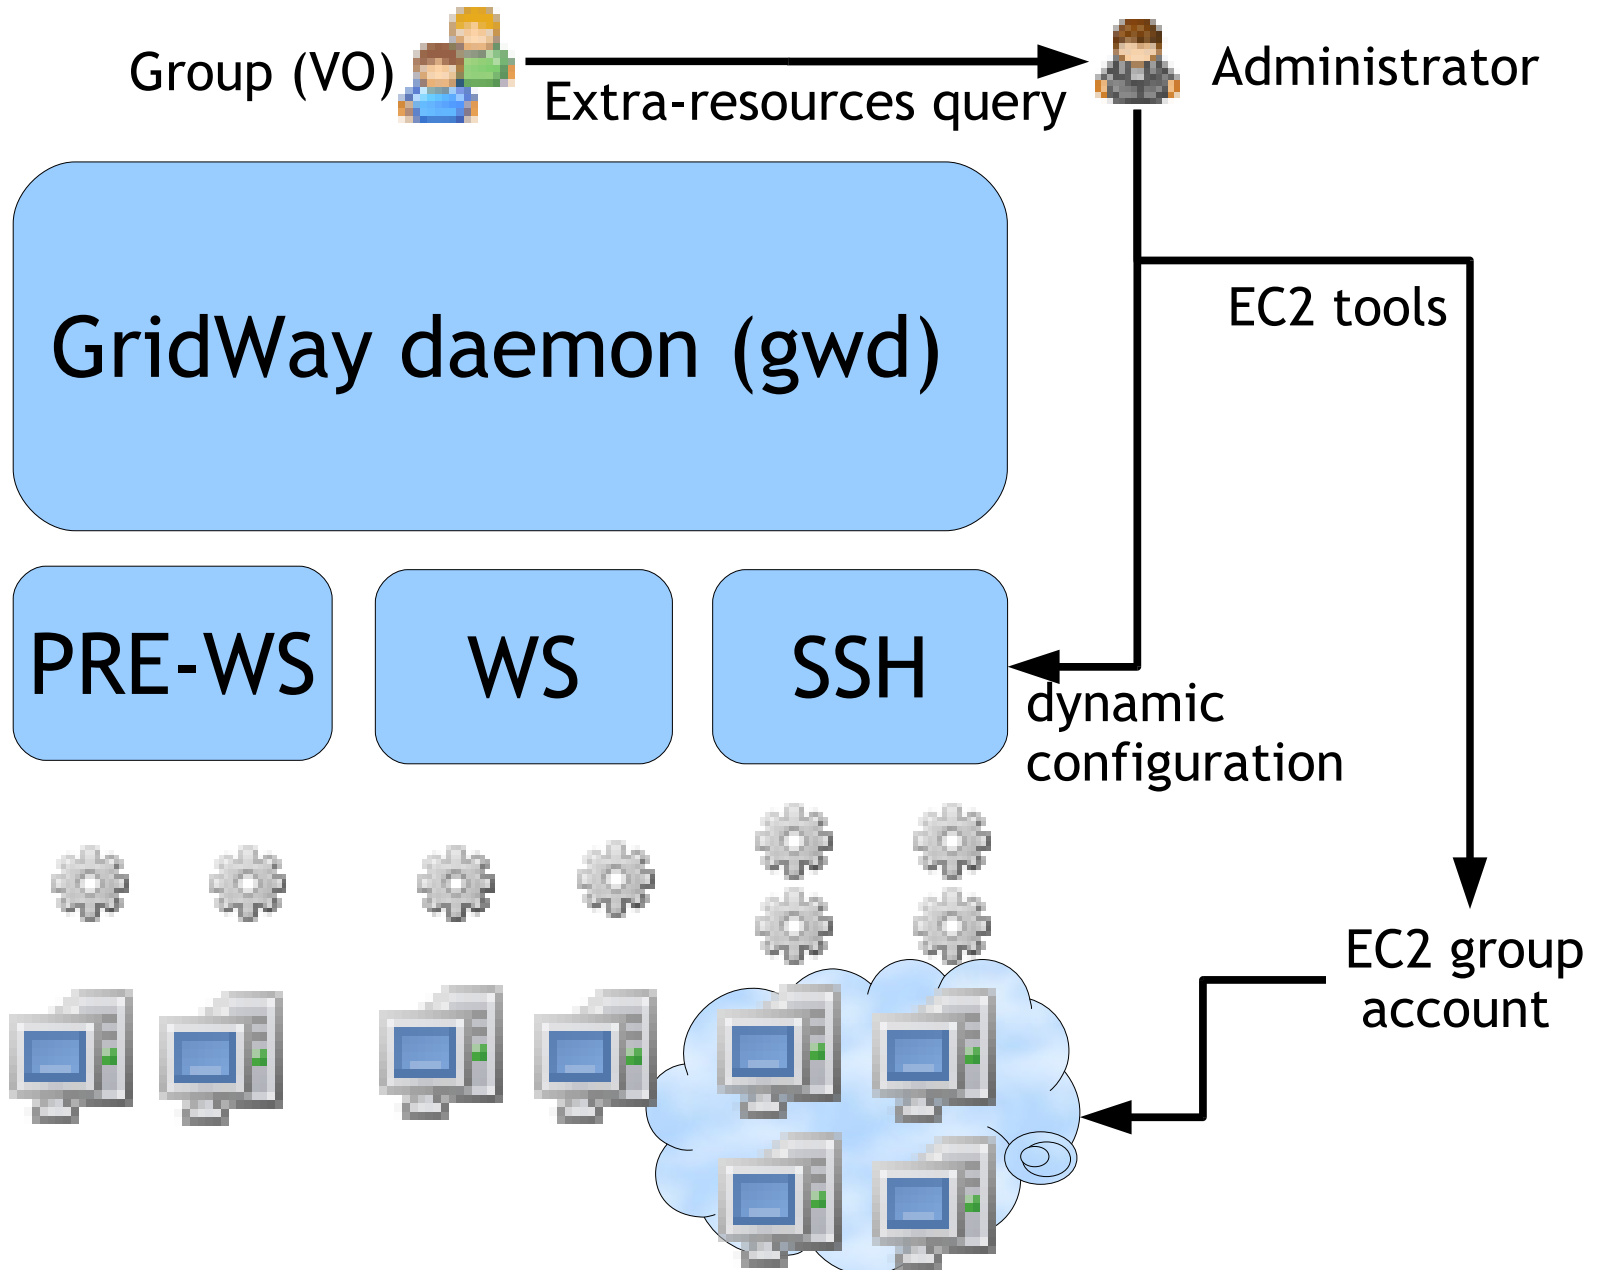 Group (VO)
Administrator
Extra-resources query
GridWay daemon (gwd)
EC2 tools
PRE-WS
WS
SSH
dynamic
configuration
EC2 group
account